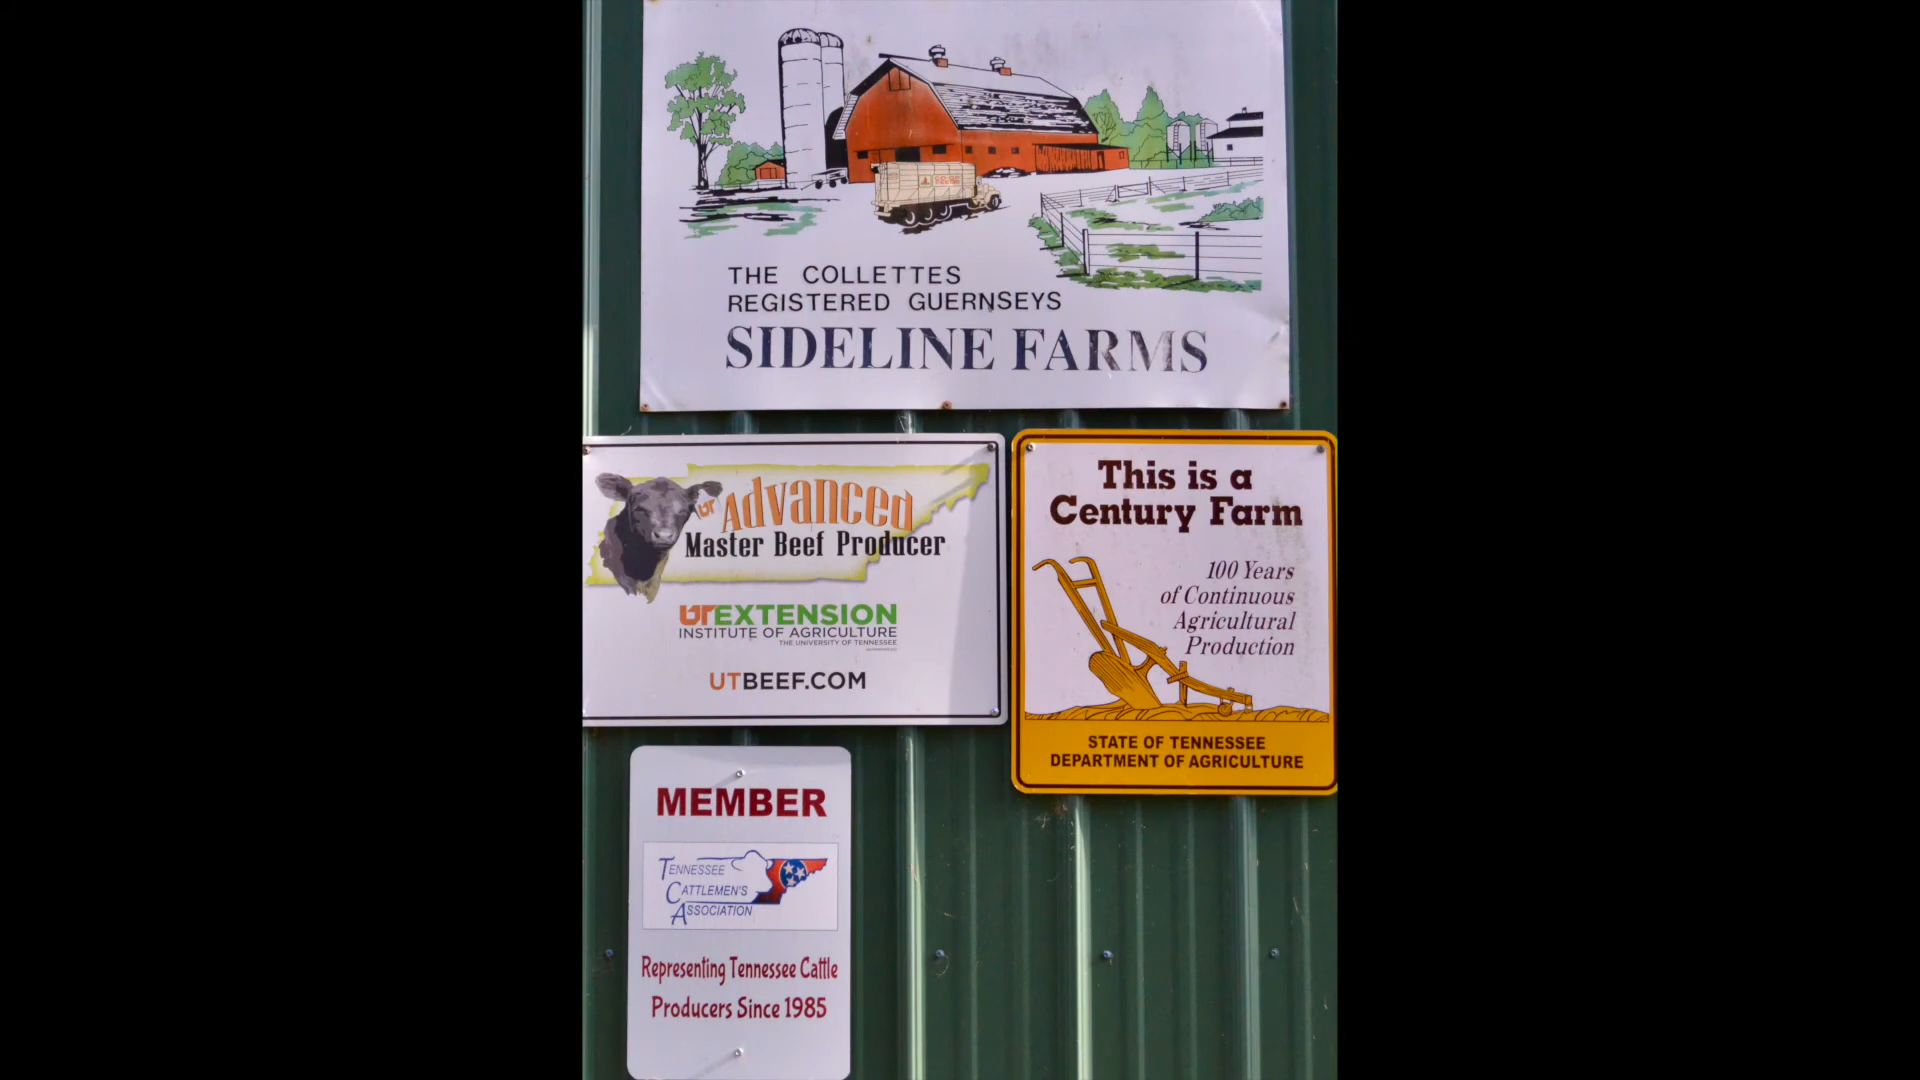 THE COLLETTES
REGISTERED GUERNSEYS
SIDELINE FARMS
UT Advanced
Master Beef Producer
UT EXTENSION
INSTITUTE OF AGRICULTURE
THE UNIVERSITY OF TENNESSEE
UTBEEF.COM
This is a
Century Farm
100 Years
of Continuous
Agricultural
Production
STATE OF TENNESSEE
DEPARTMENT OF AGRICULTURE
MEMBER
TENNESSEE
CATTLEMEN'S
ASSOCIATION
Representing Tennessee Cattle
Producers Since 1985